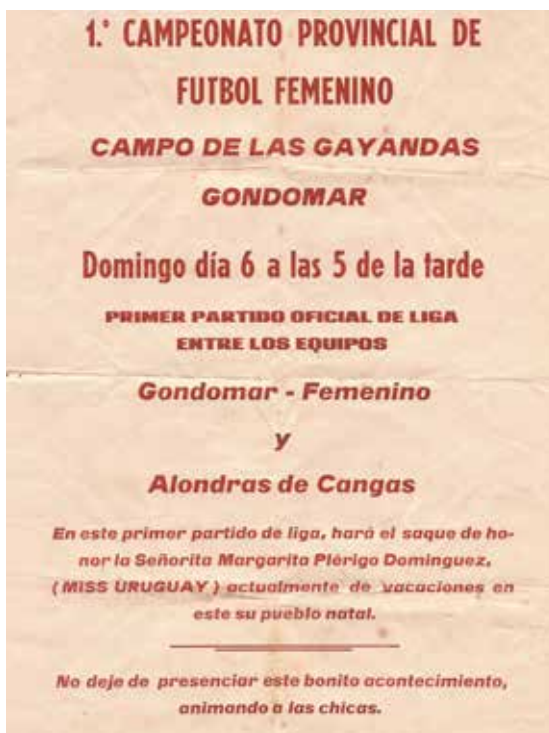 1.° CAMPEONATO PROVINCIAL DE
FUTBOL FEMENINO
CAMPO DE LAS GAYANDAS
GONDOMAR
Domingo día 6 a las 5 de la tarde
PRIMER PARTIDO OFICIAL DE LIGA
ENTRE LOS EQUIPOS
Gondomar - Femenino
y
Alondras de Cangas
En este primer partido de liga, hará el saque de ho-
nor la Señorita Margarita Plérigo Dominguez,
( MISS URUGUAY ) actualmente de vacaciones en
este su pueblo natal.
No deje de presenciar este bonito acontecimiento,
animando a las chicas.